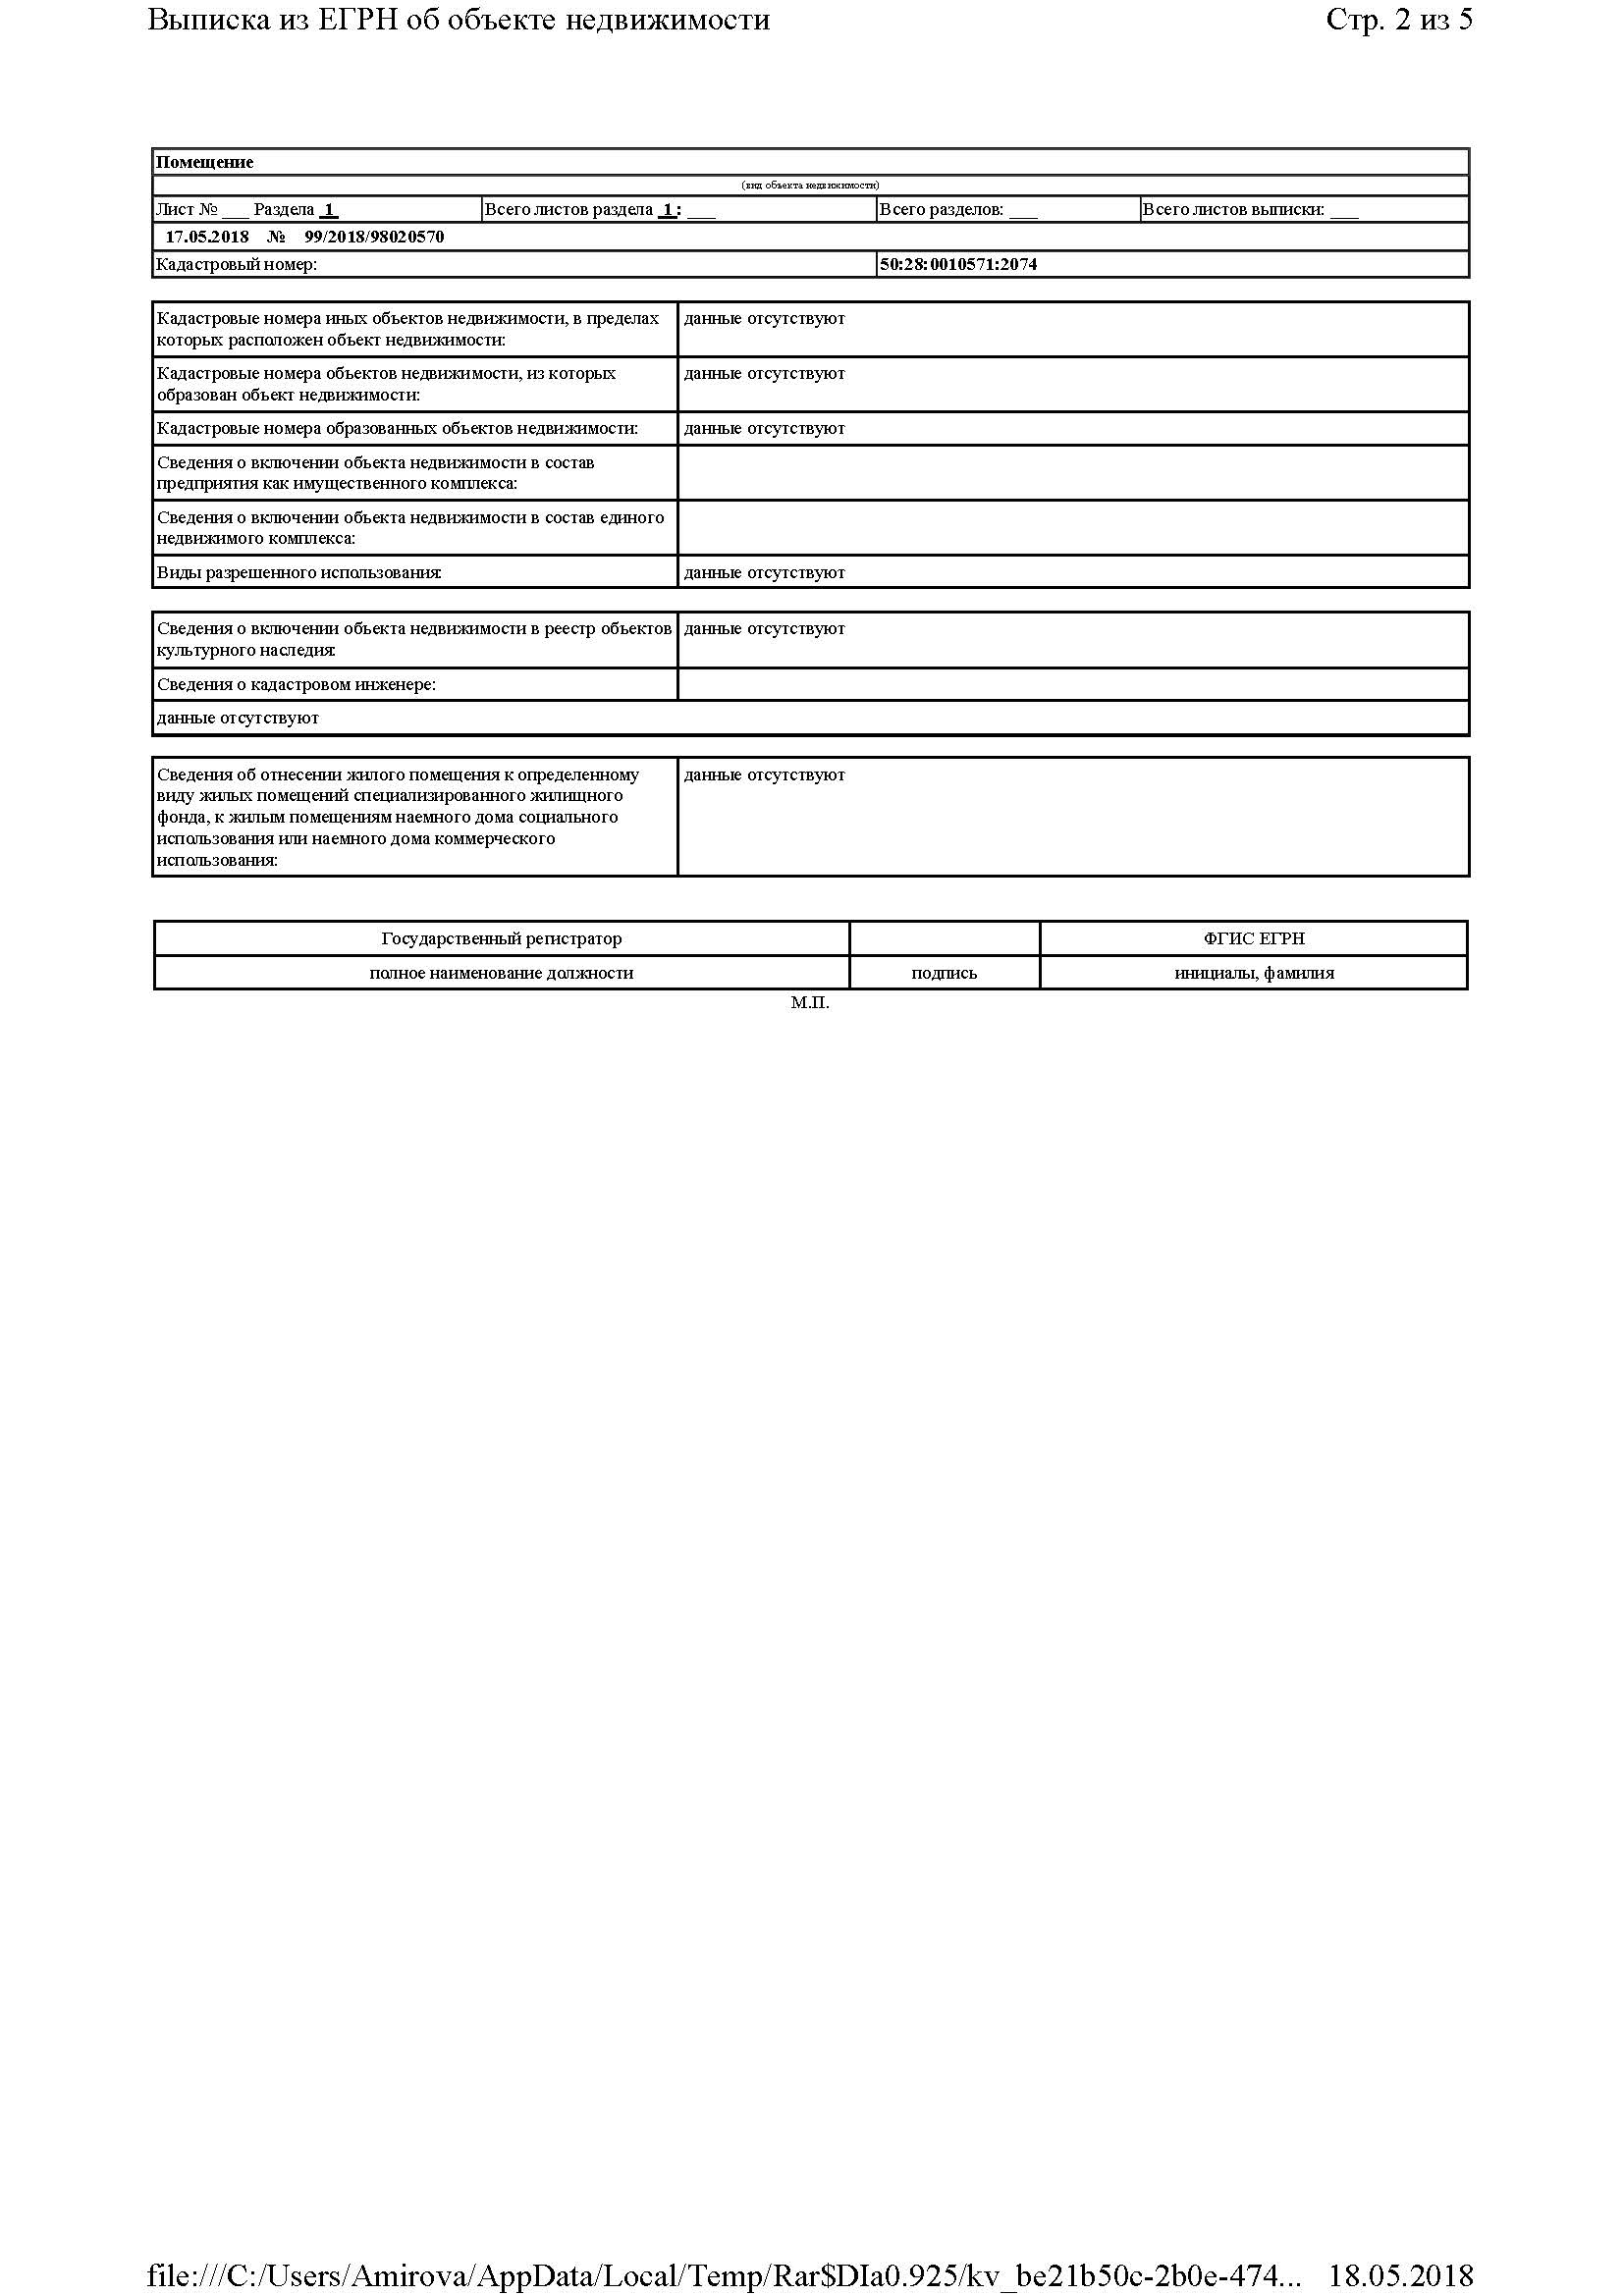 Выписка из ЕГРН об объекте недвижимости Стр. 2 из 5
Помещение
(вид объекта недвижимости)
Лист № ___ Раздела 1 Всего листов раздела 1 : ___ Всего разделов: ___ Всего листов выписки: ___
17.05.2018 № 99/2018/98020570
Кадастровый номер: 50:28:0010571:2074
Кадастровые номера иных объектов недвижимости, в пределах данные отсутствуют
которых расположен объект недвижимости:
Кадастровые номера объектов недвижимости, из которых данные отсутствуют
образован объект недвижимости:
Кадастровые номера образованных объектов недвижимости: данные отсутствуют
Сведения о включении объекта недвижимости в состав
предприятия как имущественного комплекса:
Сведения о включении объекта недвижимости в состав единого
недвижимого комплекса:
Виды разрешенного использования: данные отсутствуют
Сведения о включении объекта недвижимости в реестр объектов данные отсутствуют
культурного наследия:
Сведения о кадастровом инженере:
данные отсутствуют
Сведения об отнесении жилого помещения к определенному данные отсутствуют
виду жилых помещений специализированного жилищного
фонда, к жилым помещениям наемного дома социального
использования или наемного дома коммерческого
использования:
Государственный регистратор ФГИС ЕГРН
полное наименование должности подпись инициалы, фамилия
М.П.
file:///C:/Users/Amirova/AppData/Local/Temp/Rar$DIa0.925/kv_be21b50c-2b0e-474... 18.05.2018